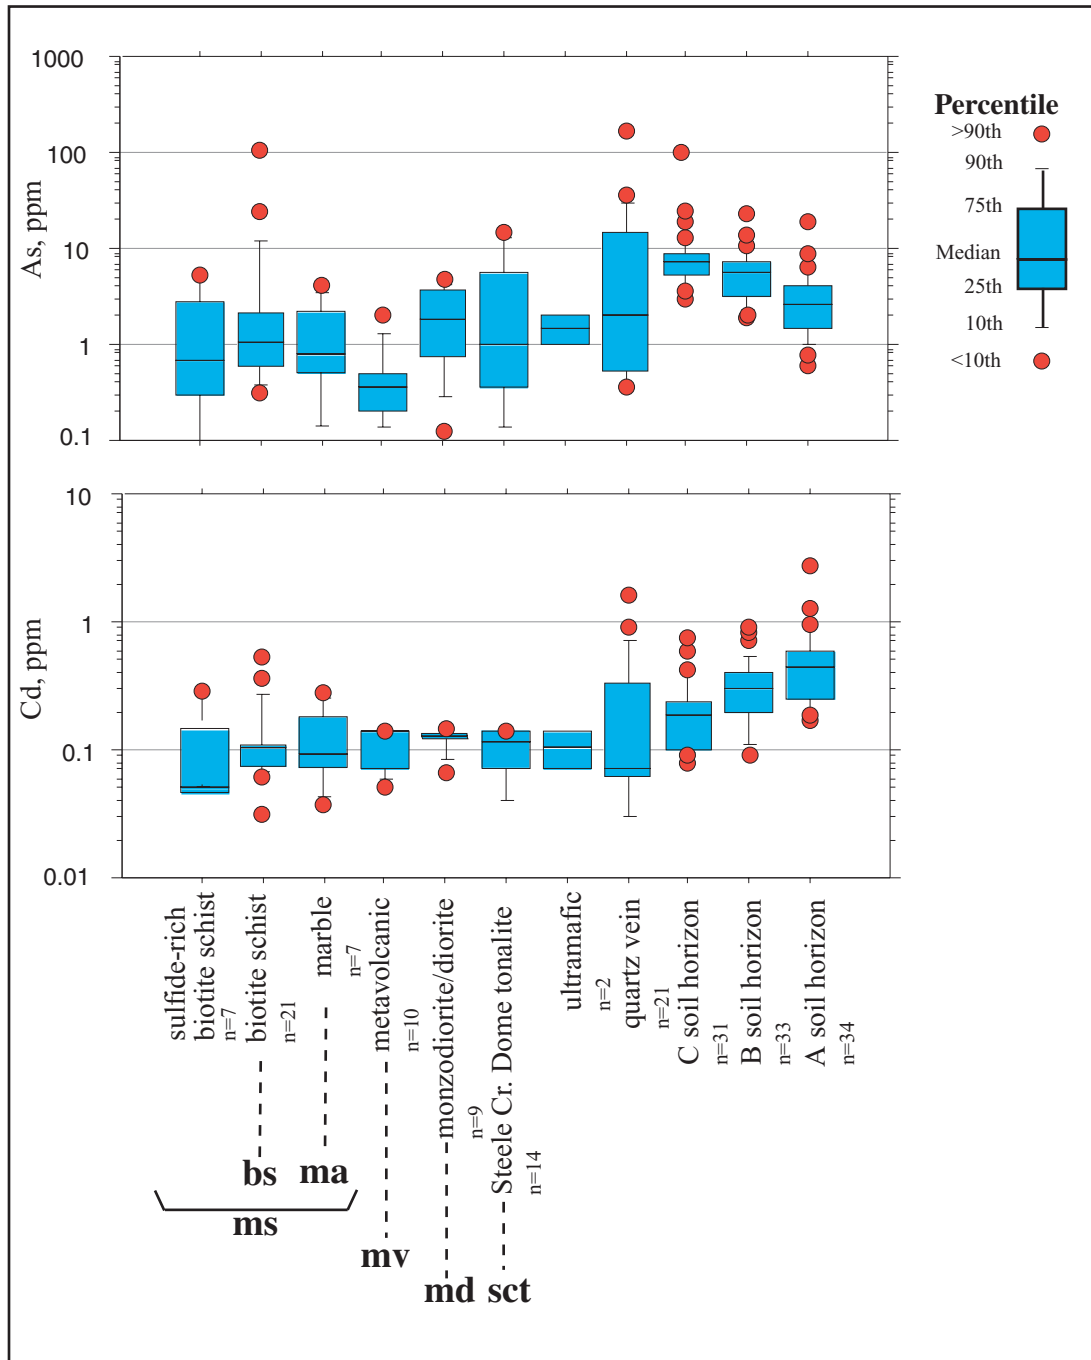 1000
100
10
1
0.1
As, ppm
Percentile
>90th
90th
75th
Median
25th
10th
<10th
10
1
0.1
0.01
Cd, ppm
sulfide-rich
biotite schist
n=7
biotite schist
n=21
marble
n=7
metavolcanic
n=10
monzodiorite/diorite
n=9
Steele Cr. Dome tonalite
n=14
ultramafic
n=2
quartz vein
n=21
C soil horizon
n=31
B soil horizon
n=33
A soil horizon
n=34
bs
ma
ms
mv
md
sct